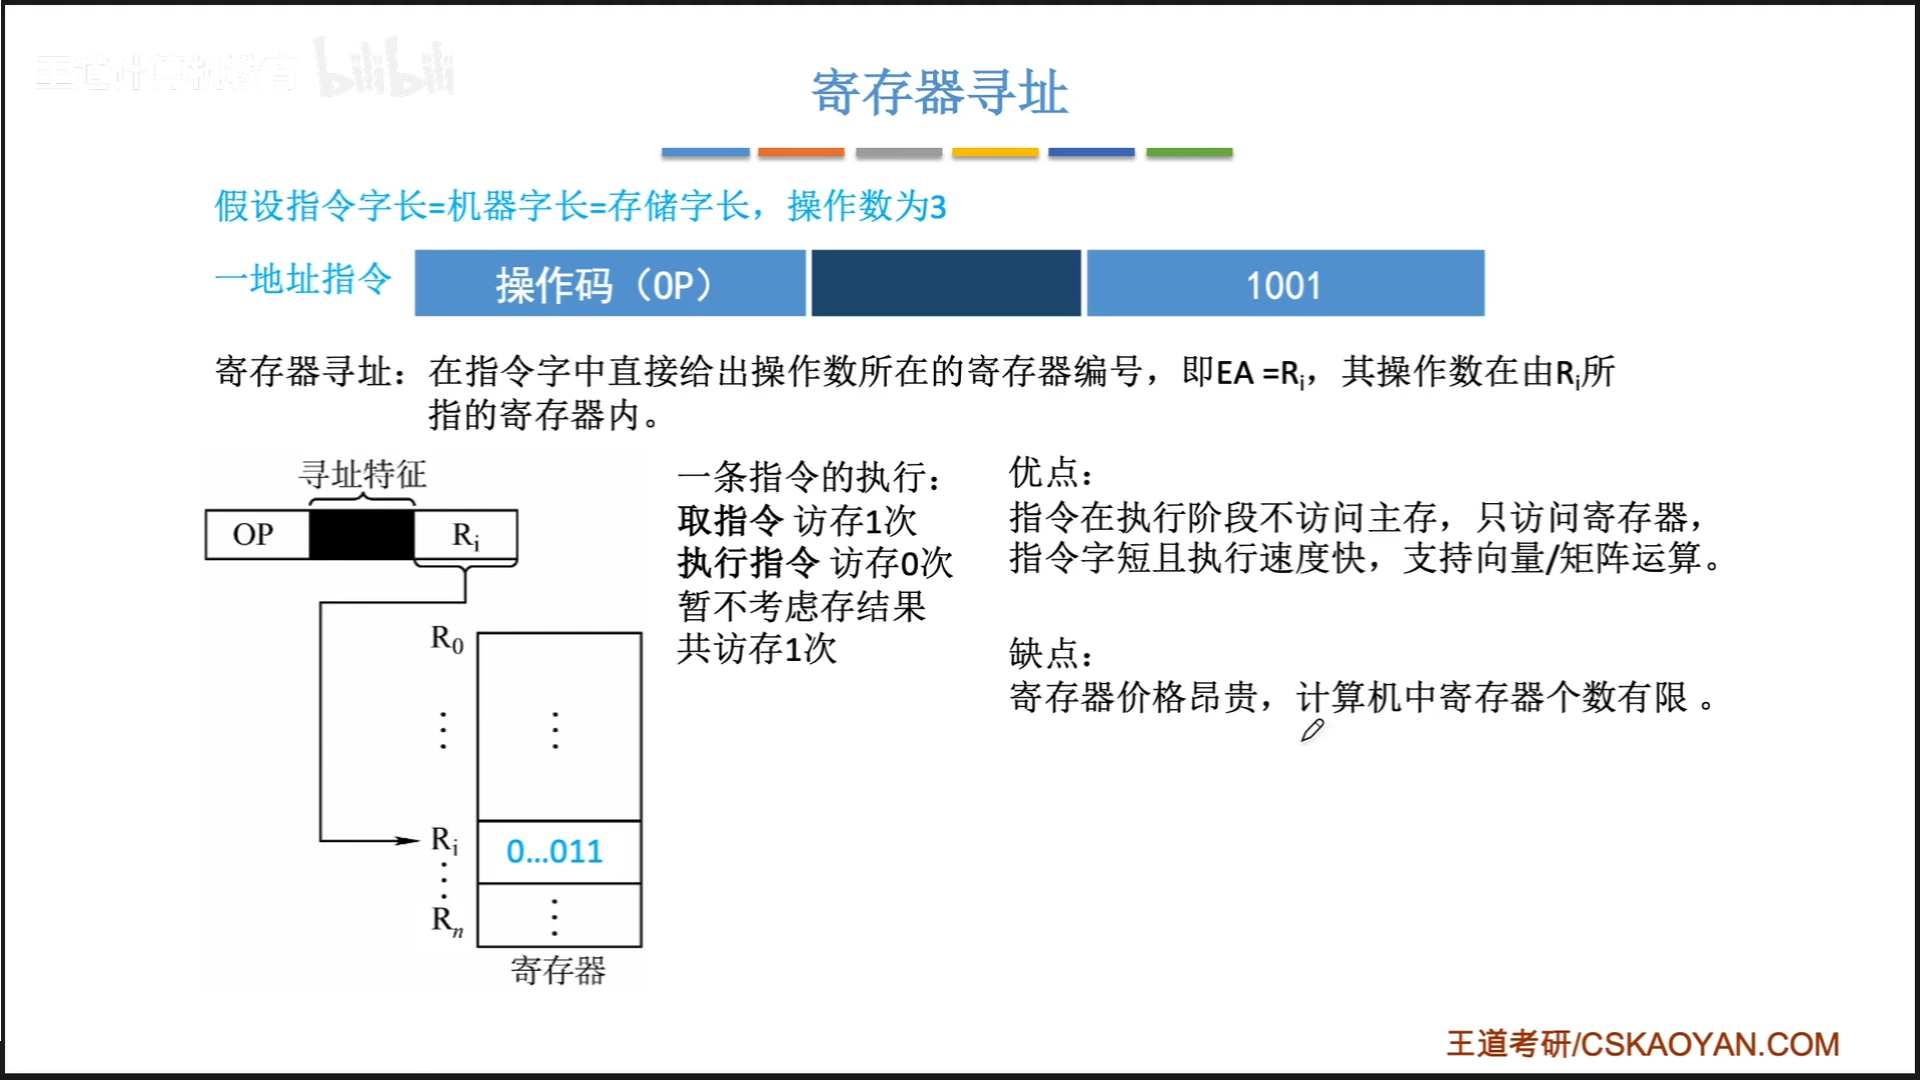 王道计算机教育 bilibili
寄存器寻址
假设指令字长=机器字长=存储字长，操作数为3
一地址指令 操作码（OP） 1001
寄存器寻址：在指令字中直接给出操作数所在的寄存器编号，即EA =Ri，其操作数在由Ri所
指的寄存器内。
寻址特征
OP Ri
R0
⋮ ⋮
Ri 0...011
⋮
Rn ⋮
寄存器
一条指令的执行：
取指令 访存1次
执行指令 访存0次
暂不考虑存结果
共访存1次
优点：
指令在执行阶段不访问主存，只访问寄存器，
指令字短且执行速度快，支持向量/矩阵运算。
缺点：
寄存器价格昂贵，计算机中寄存器个数有限 。
王道考研/CSKAOYAN.COM